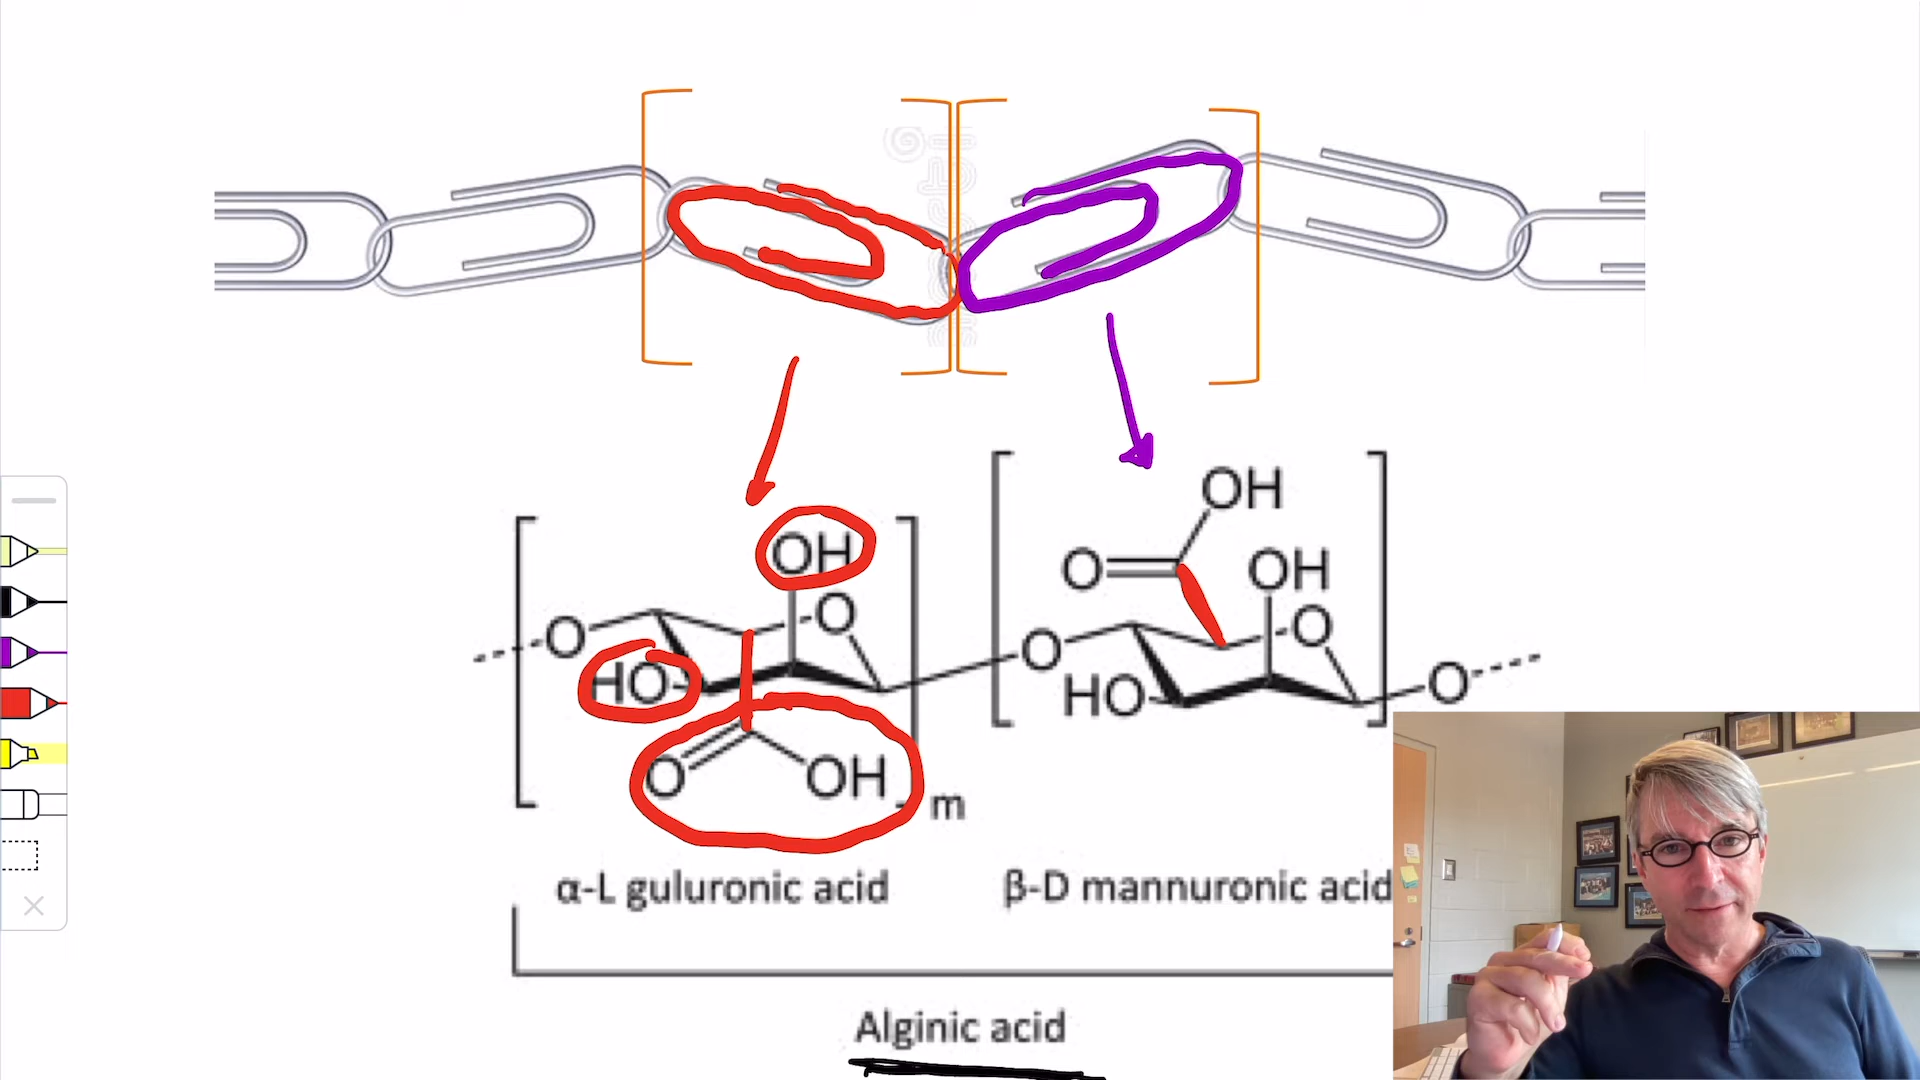 OH
OH
O
OH
O
O
O
O
HO
O
O
HO
O
OH
m
α-L guluronic acid
β-D mannuronic acid
Alginic acid